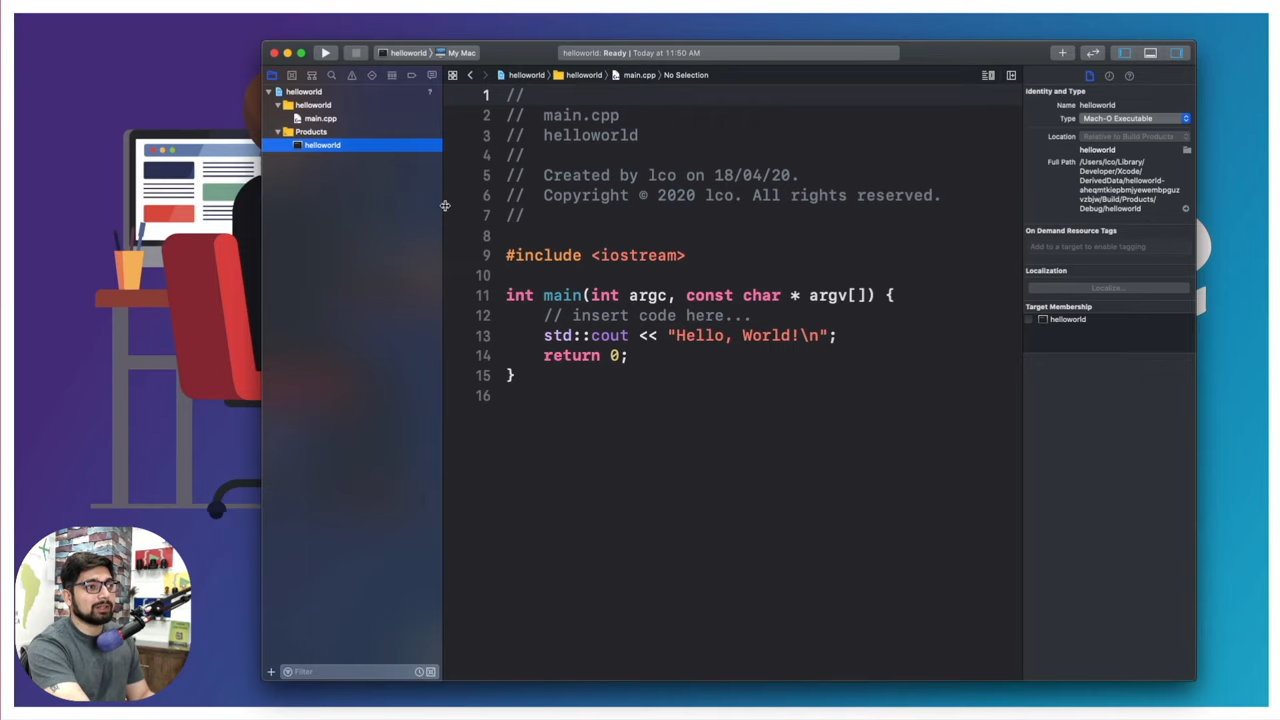 helloworld
My Mac
helloworld: Ready | Today at 11:50 AM
helloworld
helloworld
main.cpp
No Selection
helloworld
?
helloworld
main.cpp
Products
helloworld
1 //
2 // main.cpp
3 // helloworld
4 //
5 // Created by lco on 18/04/20.
6 // Copyright © 2020 lco. All rights reserved.
7 //
8
9 #include <iostream>
10
11 int main(int argc, const char * argv[]) {
12 // insert code here...
13 std::cout << "Hello, World!\n";
14 return 0;
15 }
16
Identity and Type
Name helloworld
Type Mach-O Executable
Location Relative to Build Products
helloworld
Full Path /Users/lco/Library/
Developer/Xcode/
DerivedData/helloworld-
aheqmtkiepbmjyewembpguz
vzbjw/Build/Products/
Debug/helloworld
On Demand Resource Tags
Add to a target to enable tagging
Localization
Localize...
Target Membership
helloworld
Filter